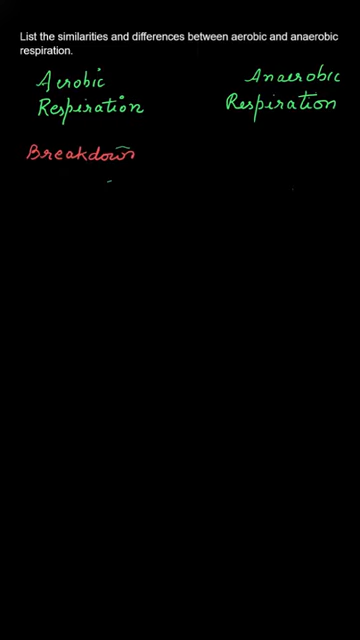 List the similarities and differences between aerobic and anaerobic
respiration.
Aerobic Anaerobic
Respiration Respiration
Breakdown